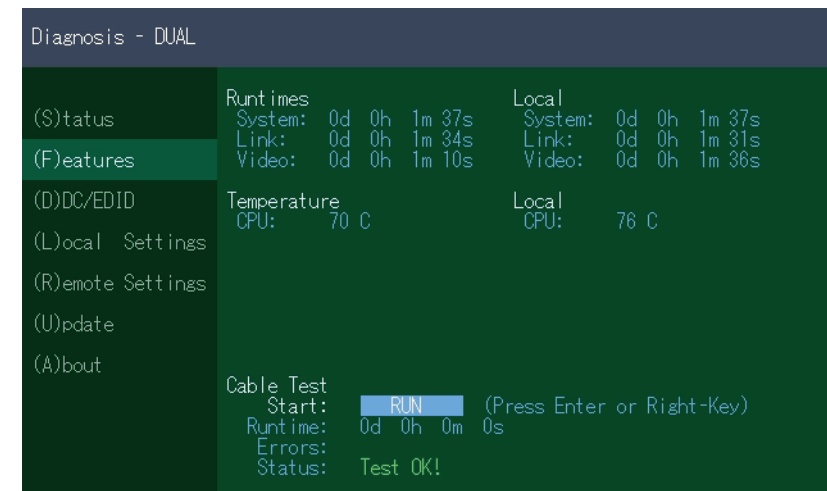 Diagnosis - DUAL
(S)tatus
(F)eatures
(D)DC/EDID
(L)ocal Settings
(R)emote Settings
(U)pdate
(A)bout
Runtimes
System: 0d 0h 1m 37s
Link: 0d 0h 1m 34s
Video: 0d 0h 1m 10s
Local
System: 0d 0h 1m 37s
Link: 0d 0h 1m 31s
Video: 0d 0h 1m 36s
Temperature
CPU: 70 C
Local
CPU: 76 C
Cable Test
Start: RUN (Press Enter or Right-Key)
Runtime: 0d 0h 0m 0s
Errors:
Status: Test OK!